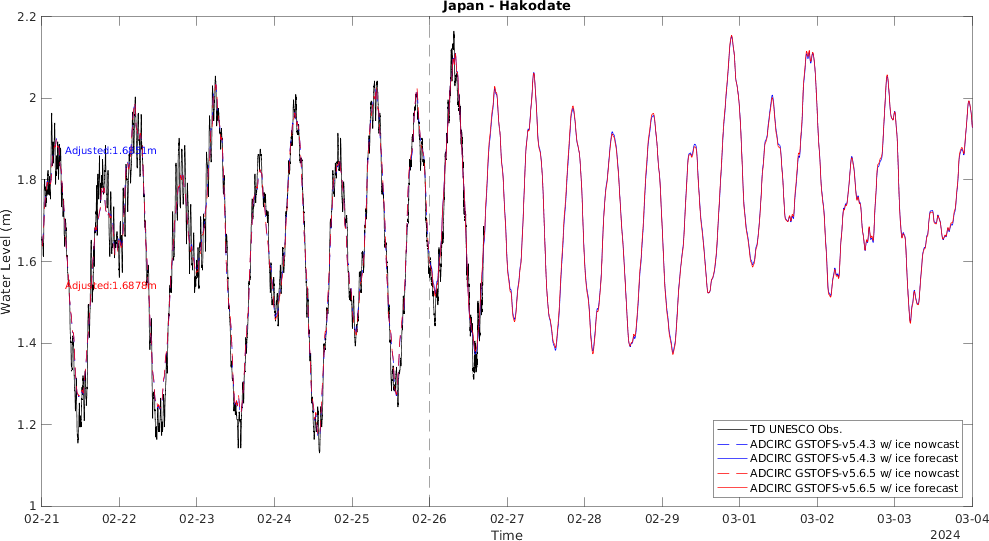 Japan - Hakodate
2.2
2
1.8
1.6
1.4
1.2
1
Water Level (m)
Adjusted:1.6878m
TD UNESCO Obs.
ADCIRC GSTOFS-v5.4.3 w/ ice nowcast
ADCIRC GSTOFS-v5.4.3 w/ ice forecast
ADCIRC GSTOFS-v5.6.5 w/ ice nowcast
ADCIRC GSTOFS-v5.6.5 w/ ice forecast
02-21 02-22 02-23 02-24 02-25 02-26 02-27 02-28 02-29 03-01 03-02 03-03 03-04
Time
2024